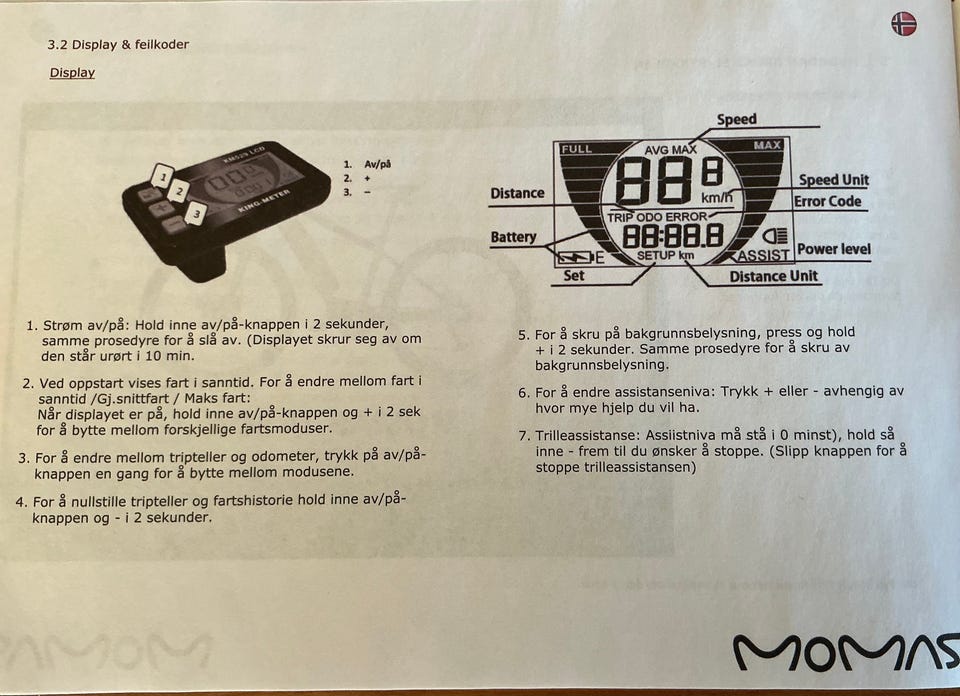 3.2 Display & feilkoder
Display
1
2
3
KM529 LCD
KING-METER
1. Av/på
2. +
3. –
Speed
FULL
AVG MAX
MAX
88 8
km/h
Speed Unit
Distance
Error Code
TRIP ODO ERROR
88:88.8
Battery
Power level
E
SETUP km
ASSIST
Set
Distance Unit
1. Strøm av/på: Hold inne av/på-knappen i 2 sekunder,
samme prosedyre for å slå av. (Displayet skrur seg av om
den står urørt i 10 min.
2. Ved oppstart vises fart i sanntid. For å endre mellom fart i
sanntid /Gj.snittfart / Maks fart:
Når displayet er på, hold inne av/på-knappen og + i 2 sek
for å bytte mellom forskjellige fartsmoduser.
3. For å endre mellom tripteller og odometer, trykk på av/på-
knappen en gang for å bytte mellom modusene.
4. For å nullstille tripteller og fartshistorie hold inne av/på-
knappen og - i 2 sekunder.
5. For å skru på bakgrunnsbelysning, press og hold
+ i 2 sekunder. Samme prosedyre for å skru av
bakgrunnsbelysning.
6. For å endre assistanseniva: Trykk + eller - avhengig av
hvor mye hjelp du vil ha.
7. Trilleassistanse: Assiistniva må stå i 0 minst), hold så
inne - frem til du ønsker å stoppe. (Slipp knappen for å
stoppe trilleassistansen)
MOMAS